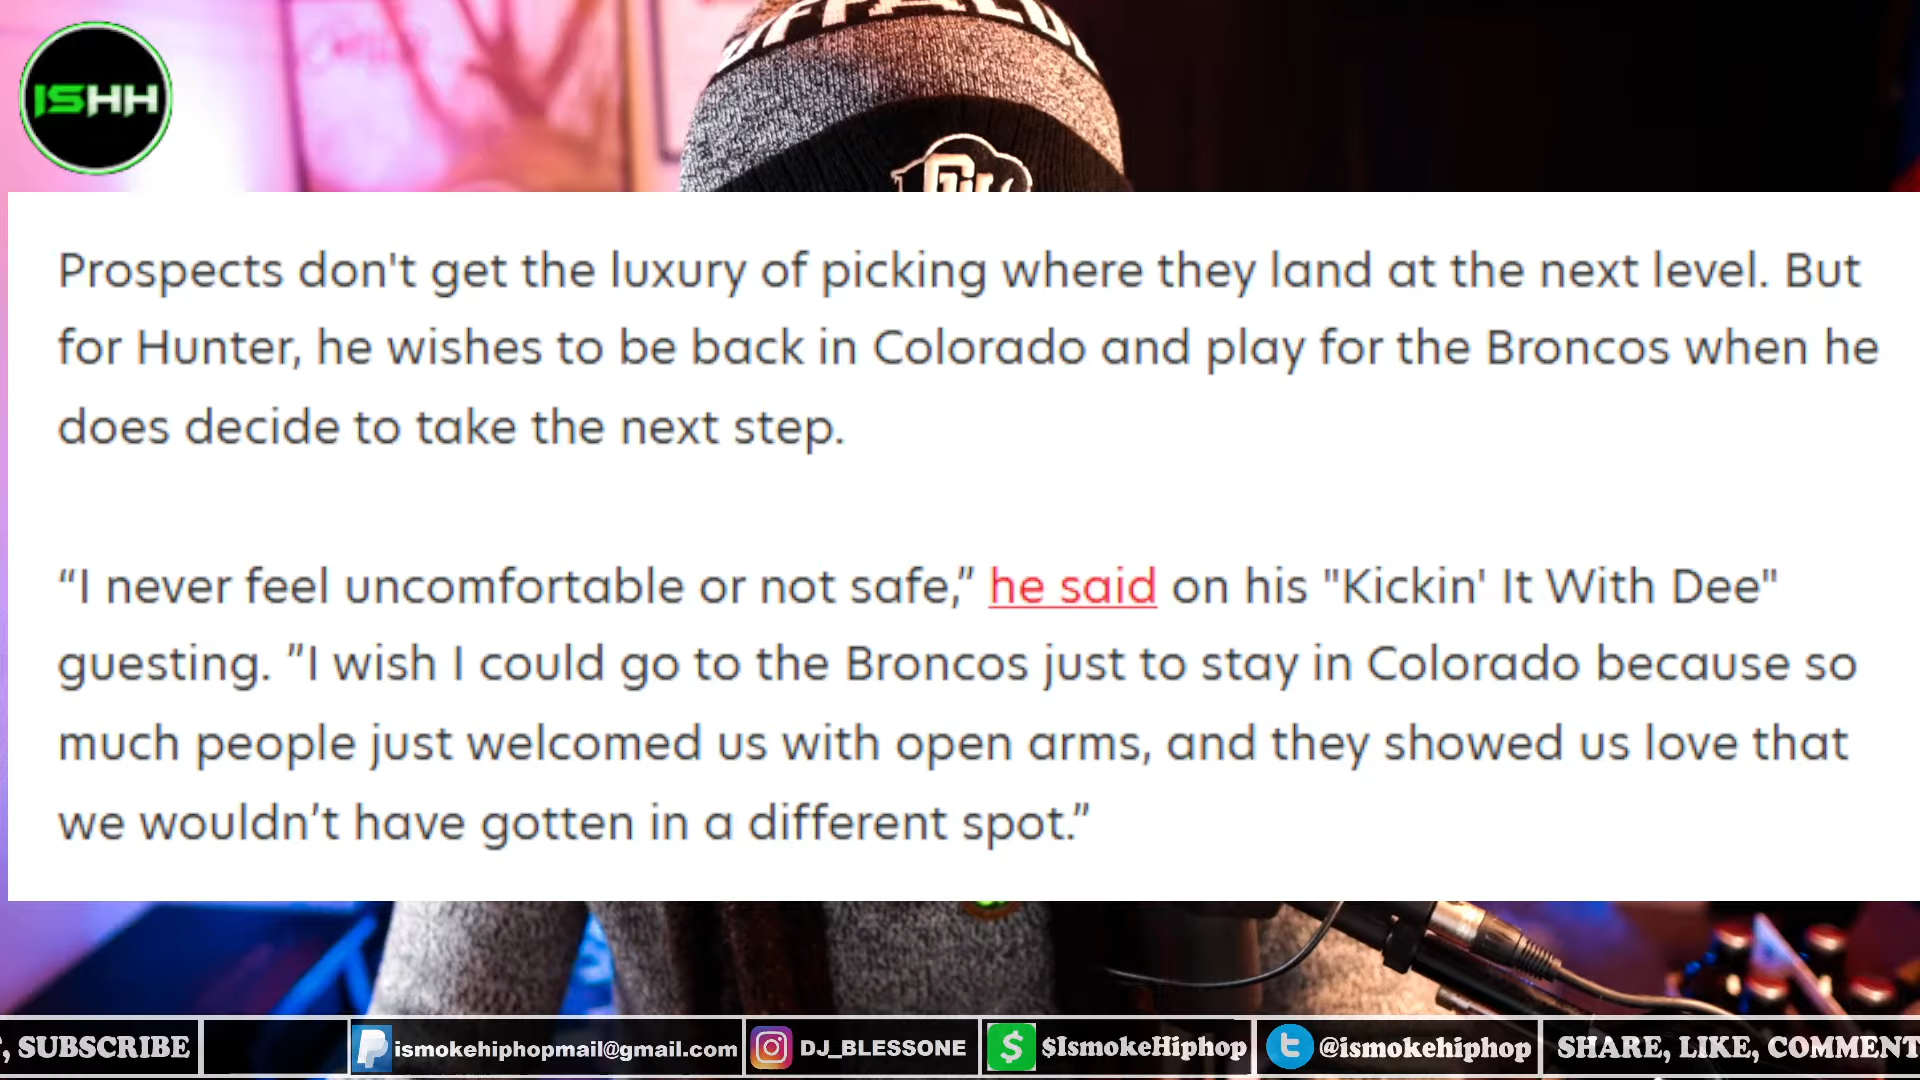 BUFFALO
ISHH
CU
Prospects don't get the luxury of picking where they land at the next level. But
for Hunter, he wishes to be back in Colorado and play for the Broncos when he
does decide to take the next step.
“I never feel uncomfortable or not safe,” he said on his "Kickin' It With Dee"
guesting. ”I wish I could go to the Broncos just to stay in Colorado because so
much people just welcomed us with open arms, and they showed us love that
we wouldn’t have gotten in a different spot.”
, SUBSCRIBE
ismokehiphopmail@gmail.com
DJ_BLESSONE
$IsmokeHiphop
@ismokehiphop
SHARE, LIKE, COMMENT